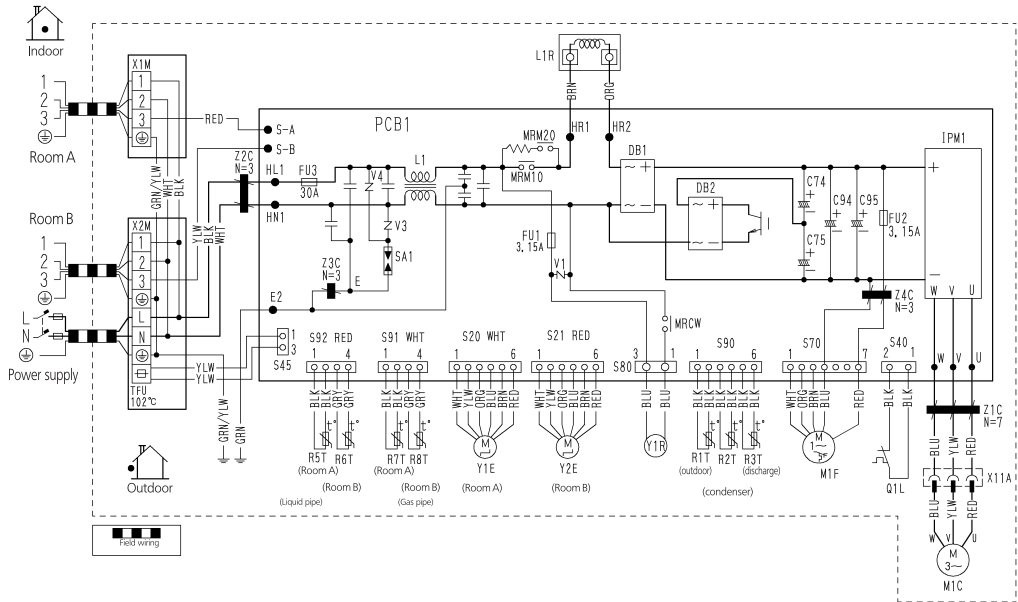 Indoor
1
2
3
Room A
X1M
1
2
3
RED
GRN/YLW
WHT
BLK
Room B
1
2
3
X2M
1
2
3
L
N
L
N
Power supply
TFU
102°C
YLW
BLK
WHT
YLW
YLW
GRN/YLW
GRN
Outdoor
Field wiring
PCB1
S-A
S-B
Z2C
N=3
HL1
HN1
FU3
30A
V4
L1
V3
SA1
Z3C
N=3
E
E2
L1R
BRN
ORG
HR1
HR2
MRM20
MRM10
DB1
DB2
C74
C75
C94
C95
FU2
3.15A
IPM1
+
−
W V U
FU1
3.15A
V1
MRCW
Z4C
N=3
W V U
1
3
S45
S92 RED
1 4
BLK
BLK
GRY
GRY
t° t°
R5T R6T
(Room A)
(Room B)
(Liquid pipe)
S91 WHT
1 4
BLK
BLK
GRY
GRY
t° t°
R7T R8T
(Room A)
(Room B)
(Gas pipe)
S20 WHT
1 6
WHT
YLW
ORG
BLU
BRN
RED
M
Y1E
(Room A)
S21 RED
1 6
WHT
YLW
ORG
BLU
BRN
RED
M
Y2E
(Room B)
S80
3 1
BLU
BLU
Y1R
S90
1 6
BLK
BLK
BLK
BLK
BLK
BLK
t° t° t°
R1T R2T R3T
(outdoor) (discharge)
(condenser)
S70
1 7
WHT
ORG
BRN
BLU
RED
M
1~
M1F
S40
2 1
BLK
BLK
Q1L
Z1C
N=7
BLU
YLW
RED
X11A
BLU
YLW
RED
W V U
M
3~
M1C